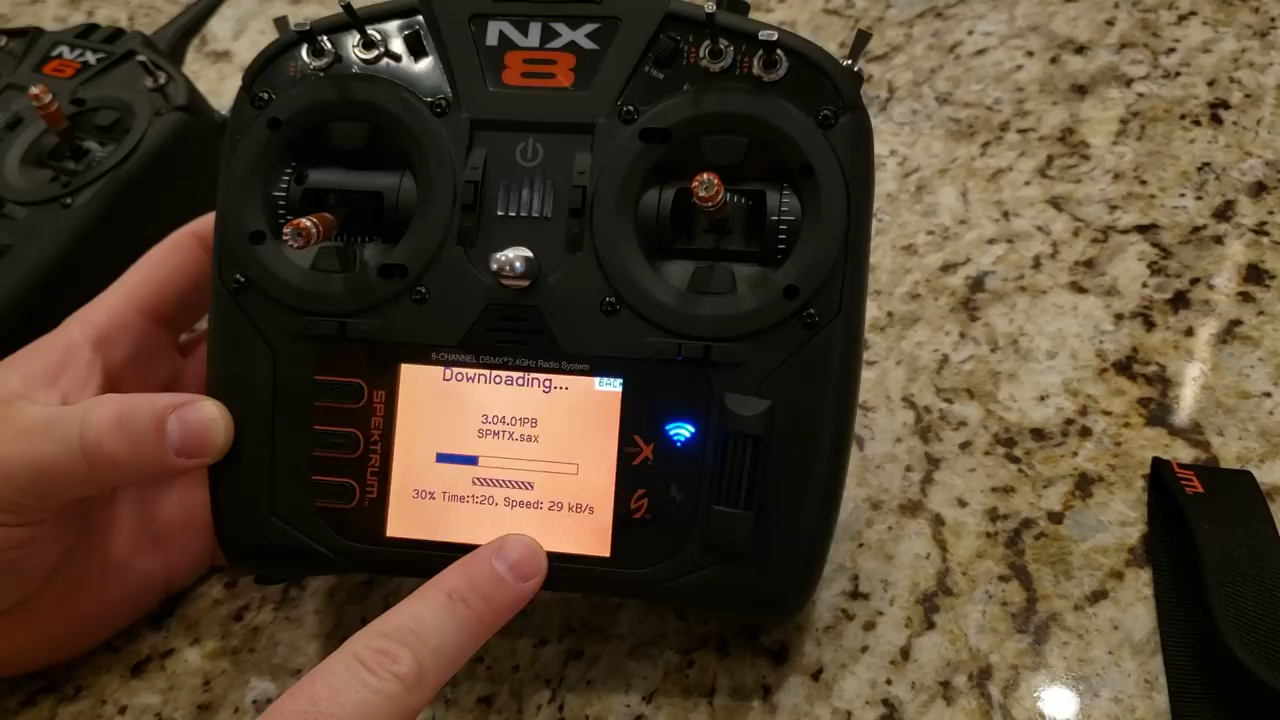 NX
6
NX
8
8-CHANNEL DSMX® 2.4GHz Radio System
SPEKTRUM
Downloading...
BACK
3.04.01PB
SPMTX.sax
30% Time:1:20, Speed: 29 kB/s
UM